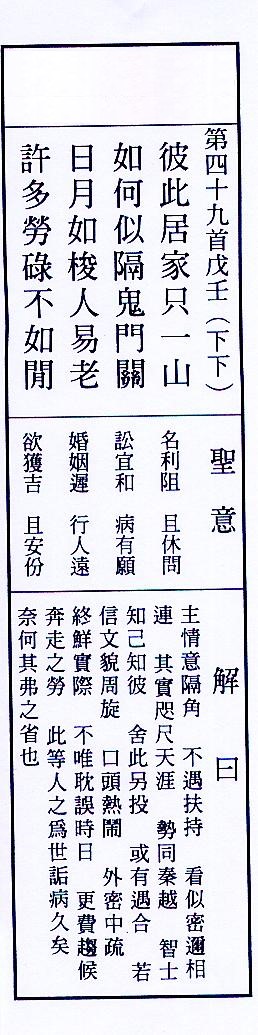 第四十九首戊壬（下下）
彼此居家只一山
如何似隔鬼門關
日月如梭人易老
許多勞碌不如閒
聖意
名利阻　且休問
訟宜和　病有願
婚姻遲　行人遠
欲獲吉　且安份
解曰
主情意隔角　不遇扶持　看似密邇相
連　其實咫尺天涯　勢同秦越　智士
知己知彼　舍此另投　或有遇合　若
信文貌周旋　口頭熱鬧　外密中疏
終鮮實際　不唯耽誤時日　更費趨候
奔走之勞　此等人之為世詬病久矣
奈何其弗之省也